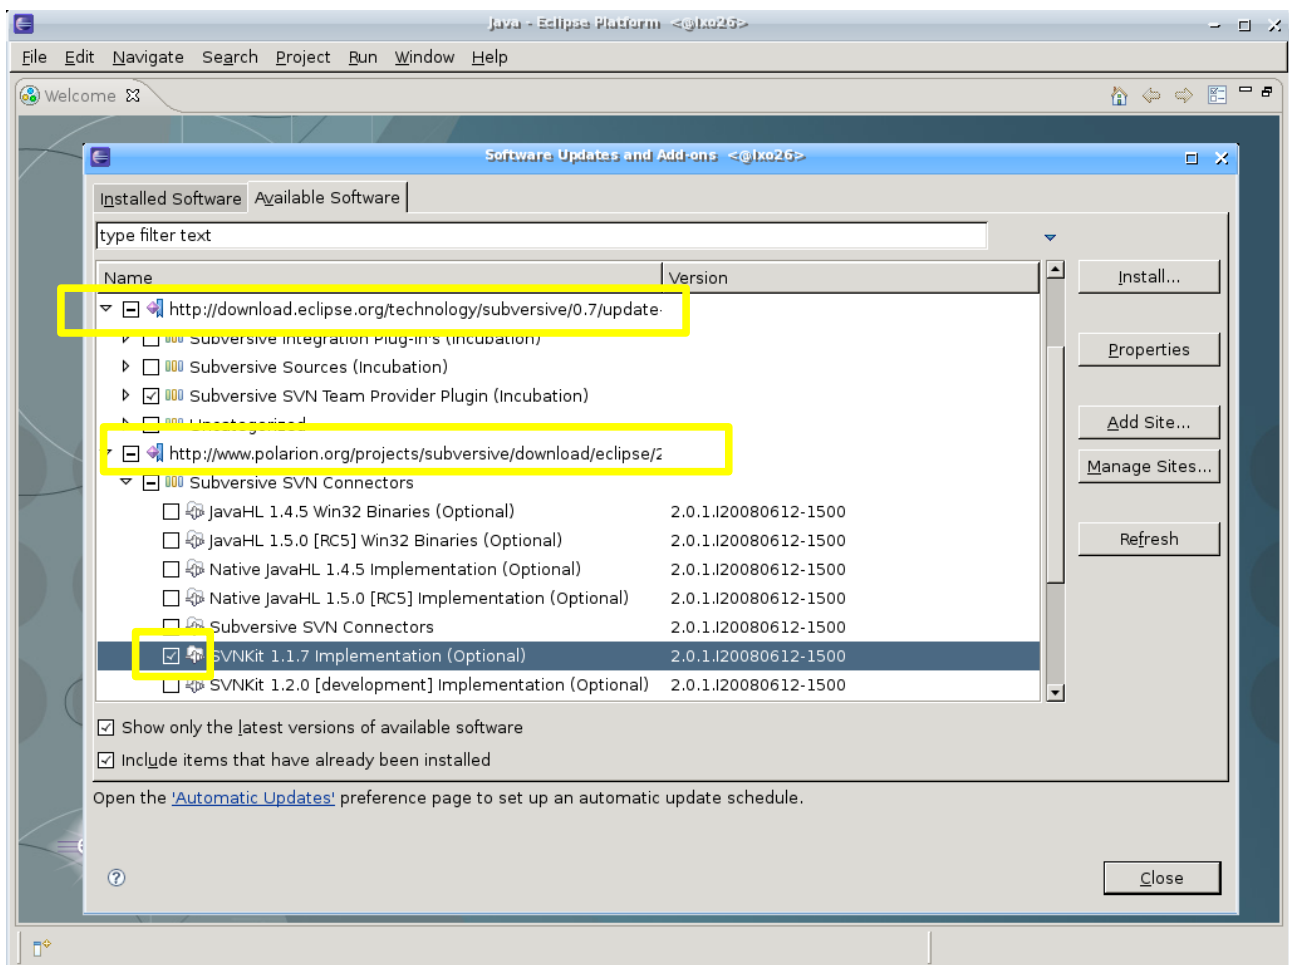 Java - Eclipse Platform <@lxo26>
File Edit Navigate Search Project Run Window Help
Welcome
Software Updates and Add-ons <@lxo26>
Installed Software Available Software
type filter text
Name Version
Install...
http://download.eclipse.org/technology/subversive/0.7/update-
Subversive Integration Plug-in's (Incubation)
Properties
Subversive Sources (Incubation)
Subversive SVN Team Provider Plugin (Incubation)
Uncategorized
Add Site...
http://www.polarion.org/projects/subversive/download/eclipse/2
Manage Sites...
Subversive SVN Connectors
JavaHL 1.4.5 Win32 Binaries (Optional) 2.0.1.I20080612-1500
JavaHL 1.5.0 [RC5] Win32 Binaries (Optional) 2.0.1.I20080612-1500
Refresh
Native JavaHL 1.4.5 Implementation (Optional) 2.0.1.I20080612-1500
Native JavaHL 1.5.0 [RC5] Implementation (Optional) 2.0.1.I20080612-1500
Subversive SVN Connectors 2.0.1.I20080612-1500
SVNKit 1.1.7 Implementation (Optional) 2.0.1.I20080612-1500
SVNKit 1.2.0 [development] Implementation (Optional) 2.0.1.I20080612-1500
Show only the latest versions of available software
Include items that have already been installed
Open the 'Automatic Updates' preference page to set up an automatic update schedule.
Close